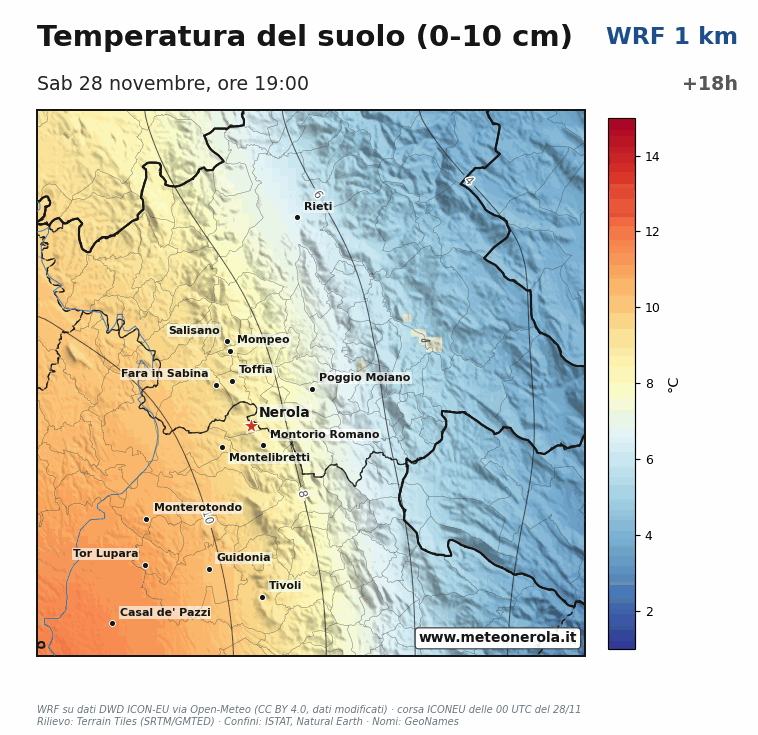 Temperatura del suolo (0-10 cm)
WRF 1 km
Sab 28 novembre, ore 19:00
+18h
14
12
10
8
6
4
2
°C
4
6
Rieti
Salisano
Mompeo
Toffia
Fara in Sabina
Poggio Moiano
Nerola
Montorio Romano
Montelibretti
8
Monterotondo
10
Tor Lupara
Guidonia
Tivoli
Casal de' Pazzi
www.meteonerola.it
WRF su dati DWD ICON-EU via Open-Meteo (CC BY 4.0, dati modificati) · corsa ICONEU delle 00 UTC del 28/11
Rilievo: Terrain Tiles (SRTM/GMTED) · Confini: ISTAT, Natural Earth · Nomi: GeoNames